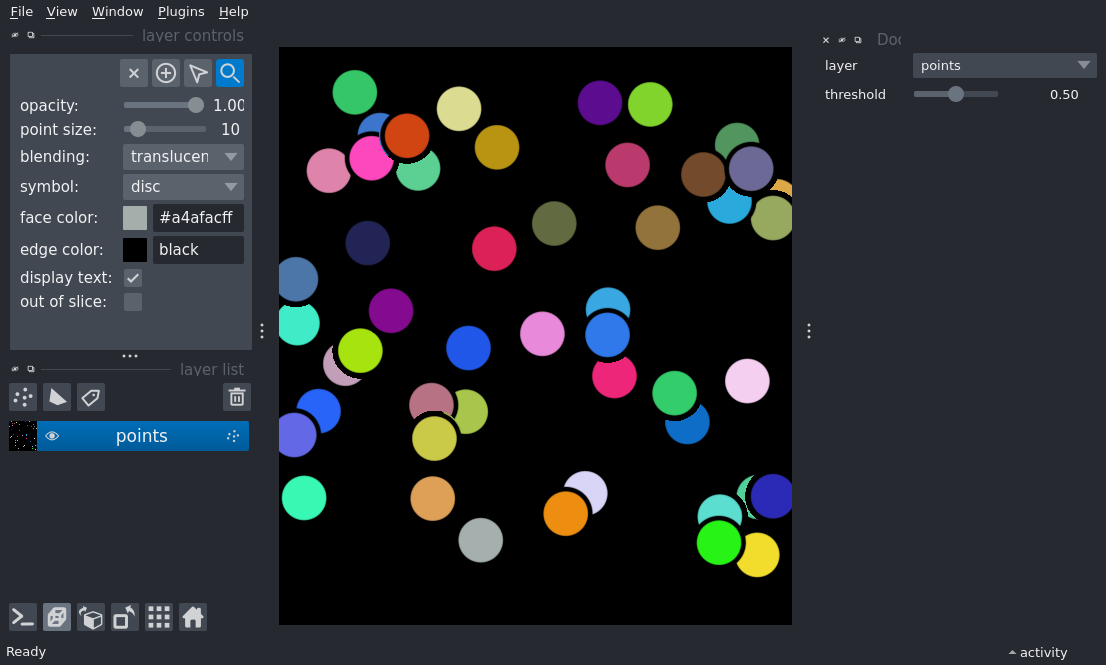 File View Window Plugins Help
layer controls
opacity: 1.00
point size: 10
blending: translucen
symbol: disc
face color: #a4afacff
edge color: black
display text:
out of slice:
layer list
points
Ready
Doc
layer points
threshold 0.50
activity